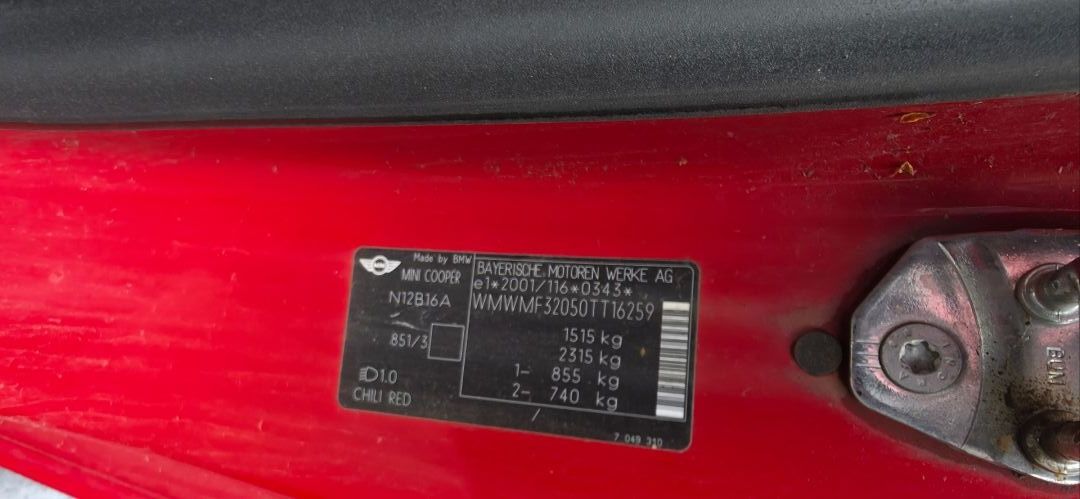 Made by BMW
MINI
MINI COOPER
N12B16A
851/3
1.0
CHILI RED
BAYERISCHE MOTOREN WERKE AG
e1*2001/116*0343*
WMWMF32050TT16259
1515 kg
2315 kg
1- 855 kg
2- 740 kg
/
7 049 310